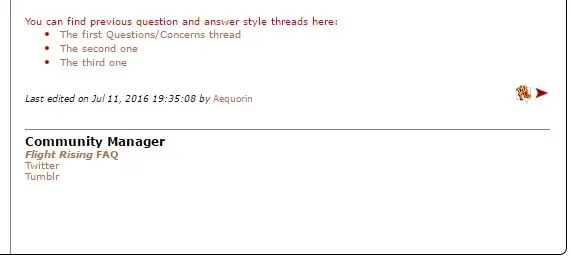 You can find previous question and answer style threads here:
The first Questions/Concerns thread
The second one
The third one
Last edited on Jul 11, 2016 19:35:08 by Aequorin
Community Manager
Flight Rising FAQ
Twitter
Tumblr